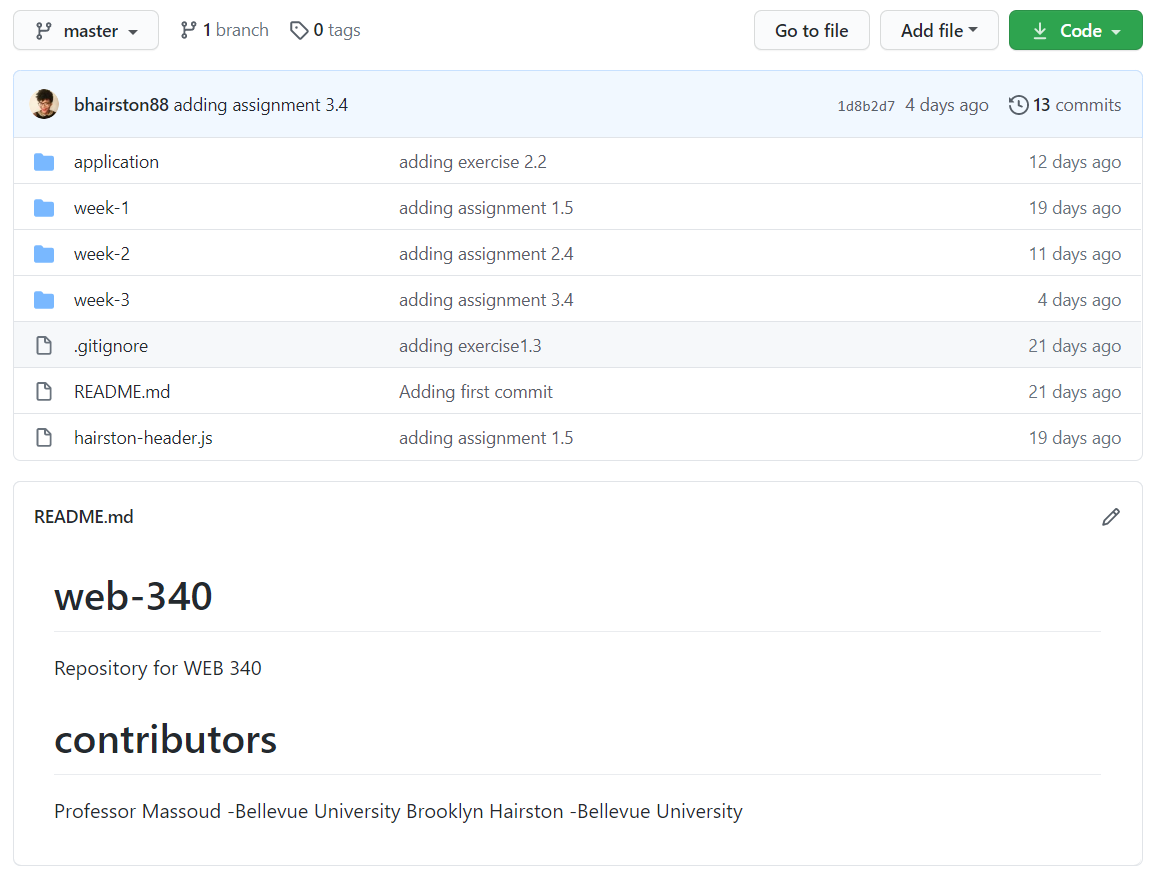 master 1 branch 0 tags Go to file Add file Code
bhairston88 adding assignment 3.4 1d8b2d7 4 days ago 13 commits
application adding exercise 2.2 12 days ago
week-1 adding assignment 1.5 19 days ago
week-2 adding assignment 2.4 11 days ago
week-3 adding assignment 3.4 4 days ago
.gitignore adding exercise1.3 21 days ago
README.md Adding first commit 21 days ago
hairston-header.js adding assignment 1.5 19 days ago
README.md
web-340
Repository for WEB 340
contributors
Professor Massoud -Bellevue University Brooklyn Hairston -Bellevue University